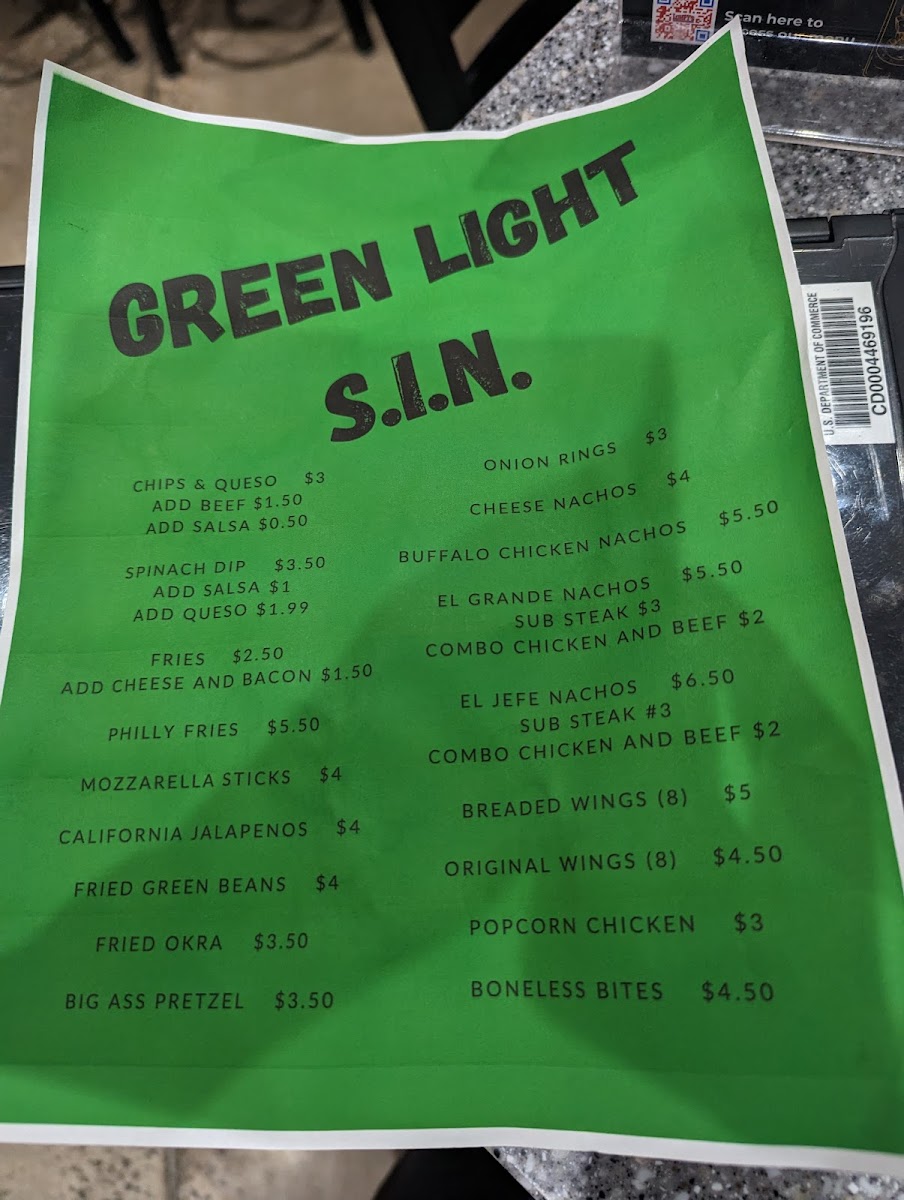 Scan here to
GREEN LIGHT
S.I.N.
CHIPS & QUESO $3
ADD BEEF $1.50
ADD SALSA $0.50
SPINACH DIP $3.50
ADD SALSA $1
ADD QUESO $1.99
FRIES $2.50
ADD CHEESE AND BACON $1.50
PHILLY FRIES $5.50
MOZZARELLA STICKS $4
CALIFORNIA JALAPENOS $4
FRIED GREEN BEANS $4
FRIED OKRA $3.50
BIG ASS PRETZEL $3.50
ONION RINGS $3
CHEESE NACHOS $4
BUFFALO CHICKEN NACHOS $5.50
EL GRANDE NACHOS $5.50
SUB STEAK $3
COMBO CHICKEN AND BEEF $2
EL JEFE NACHOS $6.50
SUB STEAK #3
COMBO CHICKEN AND BEEF $2
BREADED WINGS (8) $5
ORIGINAL WINGS (8) $4.50
POPCORN CHICKEN $3
BONELESS BITES $4.50
U.S. DEPARTMENT OF COMMERCE
CD0004469196